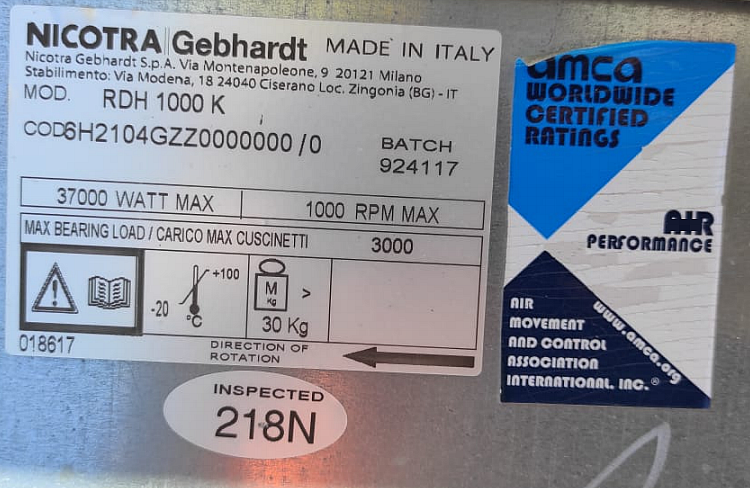 NICOTRA Gebhardt MADE IN ITALY
Nicotra Gebhardt S.p.A. Via Montenapoleone, 9 20121 Milano
Stabilimento: Via Modena, 18 24040 Ciserano Loc. Zingonia (BG) - IT
MOD. RDH 1000 K
COD6H2104GZZ0000000 /0
BATCH
924117
37000 WATT MAX 1000 RPM MAX
MAX BEARING LOAD / CARICO MAX CUSCINETTI 3000
-20 +100
°C
M
Kg
>
30 Kg
018617
DIRECTION OF
ROTATION
INSPECTED
218N
amca
WORLDWIDE
CERTIFIED
RATINGS
AIR
PERFORMANCE
AIR
MOVEMENT
AND CONTROL
ASSOCIATION
INTERNATIONAL, INC.®
www.amca.org